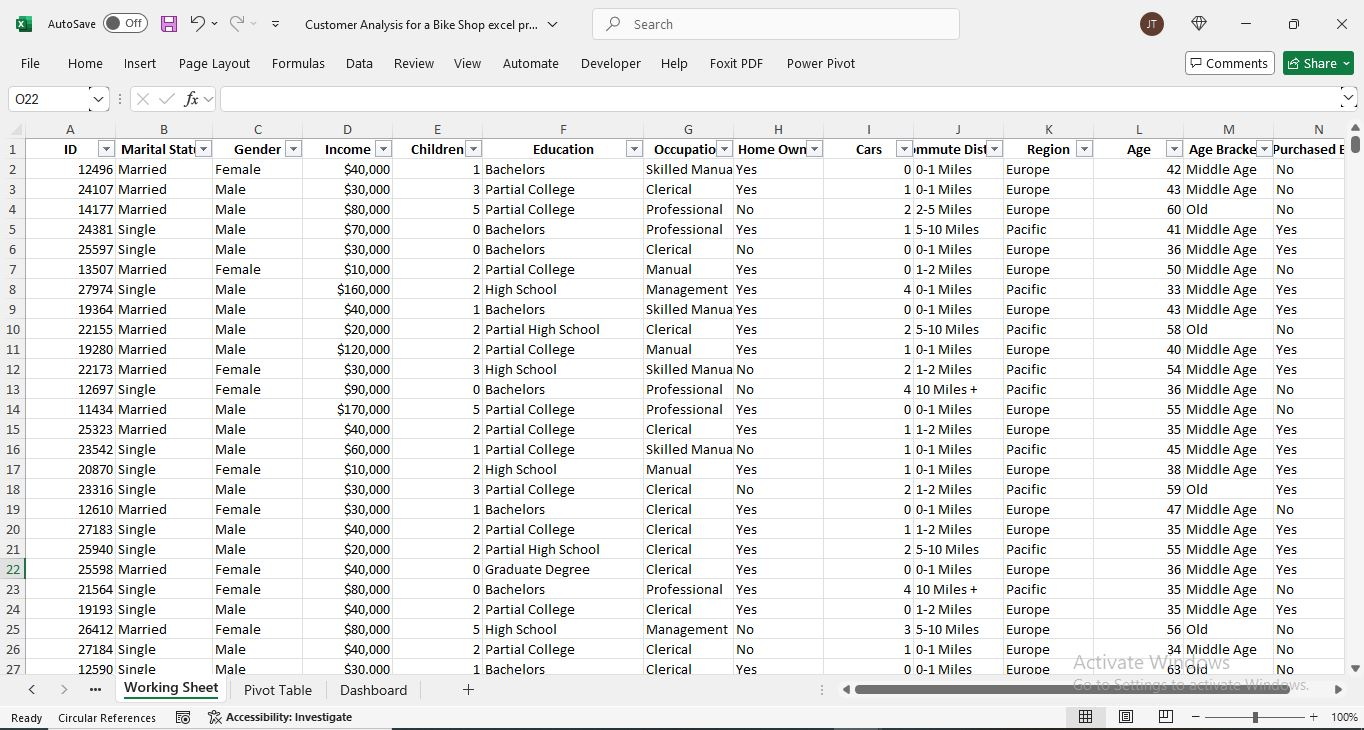 AutoSave Off Customer Analysis for a Bike Shop excel pr... Search JT
File Home Insert Page Layout Formulas Data Review View Automate Developer Help Foxit PDF Power Pivot Comments Share
O22 fx
A B C D E F G H I J K L M N
1 ID Marital Statu Gender Income Children Education Occupatio Home Own Cars ommute Dist Region Age Age Bracke Purchased B
2 12496 Married Female $40,000 1 Bachelors Skilled Manua Yes 0 0-1 Miles Europe 42 Middle Age No
3 24107 Married Male $30,000 3 Partial College Clerical Yes 1 0-1 Miles Europe 43 Middle Age No
4 14177 Married Male $80,000 5 Partial College Professional No 2 2-5 Miles Europe 60 Old No
5 24381 Single Male $70,000 0 Bachelors Professional Yes 1 5-10 Miles Pacific 41 Middle Age Yes
6 25597 Single Male $30,000 0 Bachelors Clerical No 0 0-1 Miles Europe 36 Middle Age Yes
7 13507 Married Female $10,000 2 Partial College Manual Yes 0 1-2 Miles Europe 50 Middle Age No
8 27974 Single Male $160,000 2 High School Management Yes 4 0-1 Miles Pacific 33 Middle Age Yes
9 19364 Married Male $40,000 1 Bachelors Skilled Manua Yes 0 0-1 Miles Europe 43 Middle Age Yes
10 22155 Married Male $20,000 2 Partial High School Clerical Yes 2 5-10 Miles Pacific 58 Old No
11 19280 Married Male $120,000 2 Partial College Manual Yes 1 0-1 Miles Europe 40 Middle Age Yes
12 22173 Married Female $30,000 3 High School Skilled Manua No 2 1-2 Miles Pacific 54 Middle Age Yes
13 12697 Single Female $90,000 0 Bachelors Professional No 4 10 Miles + Pacific 36 Middle Age No
14 11434 Married Male $170,000 5 Partial College Professional Yes 0 0-1 Miles Europe 55 Middle Age No
15 25323 Married Male $40,000 2 Partial College Clerical Yes 1 1-2 Miles Europe 35 Middle Age Yes
16 23542 Single Male $60,000 1 Partial College Skilled Manua No 1 0-1 Miles Pacific 45 Middle Age Yes
17 20870 Single Female $10,000 2 High School Manual Yes 1 0-1 Miles Europe 38 Middle Age Yes
18 23316 Single Male $30,000 3 Partial College Clerical No 2 1-2 Miles Pacific 59 Old Yes
19 12610 Married Female $30,000 1 Bachelors Clerical Yes 0 0-1 Miles Europe 47 Middle Age No
20 27183 Single Male $40,000 2 Partial College Clerical Yes 1 1-2 Miles Europe 35 Middle Age Yes
21 25940 Single Male $20,000 2 Partial High School Clerical Yes 2 5-10 Miles Pacific 55 Middle Age Yes
22 25598 Married Female $40,000 0 Graduate Degree Clerical Yes 0 0-1 Miles Europe 36 Middle Age Yes
23 21564 Single Female $80,000 0 Bachelors Professional Yes 4 10 Miles + Pacific 35 Middle Age No
24 19193 Single Male $40,000 2 Partial College Clerical Yes 0 1-2 Miles Europe 35 Middle Age Yes
25 26412 Married Female $80,000 5 High School Management No 3 5-10 Miles Europe 56 Old No
26 27184 Single Male $40,000 2 Partial College Clerical No 1 0-1 Miles Europe 34 Middle Age No
27 12590 Single Male $30,000 1 Bachelors Clerical Yes 0 0-1 Miles Europe 63 Old No
Activate Windows
Go to Settings to activate Windows.
Working Sheet Pivot Table Dashboard
Ready Circular References Accessibility: Investigate 100%